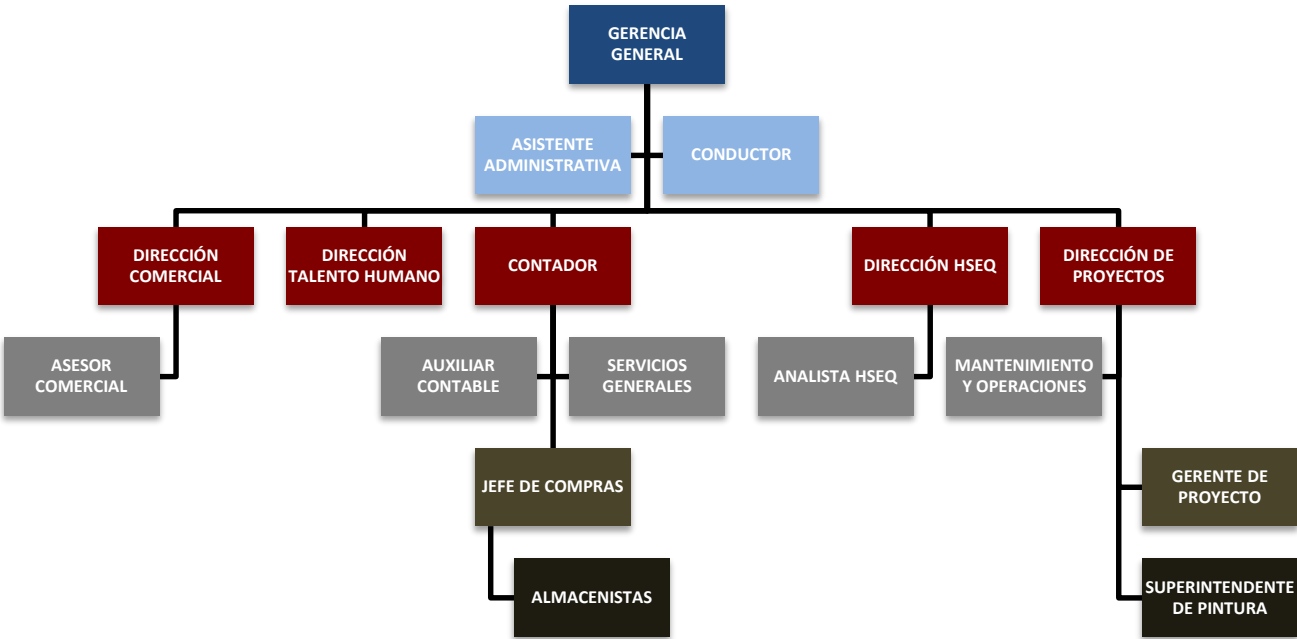 GERENCIA
GENERAL
ASISTENTE
ADMINISTRATIVA
CONDUCTOR
DIRECCIÓN
COMERCIAL
DIRECCIÓN
TALENTO HUMANO
CONTADOR
DIRECCIÓN HSEQ
DIRECCIÓN DE
PROYECTOS
ASESOR
COMERCIAL
AUXILIAR
CONTABLE
SERVICIOS
GENERALES
ANALISTA HSEQ
MANTENIMIENTO
Y OPERACIONES
JEFE DE COMPRAS
GERENTE DE
PROYECTO
ALMACENISTAS
SUPERINTENDENTE
DE PINTURA